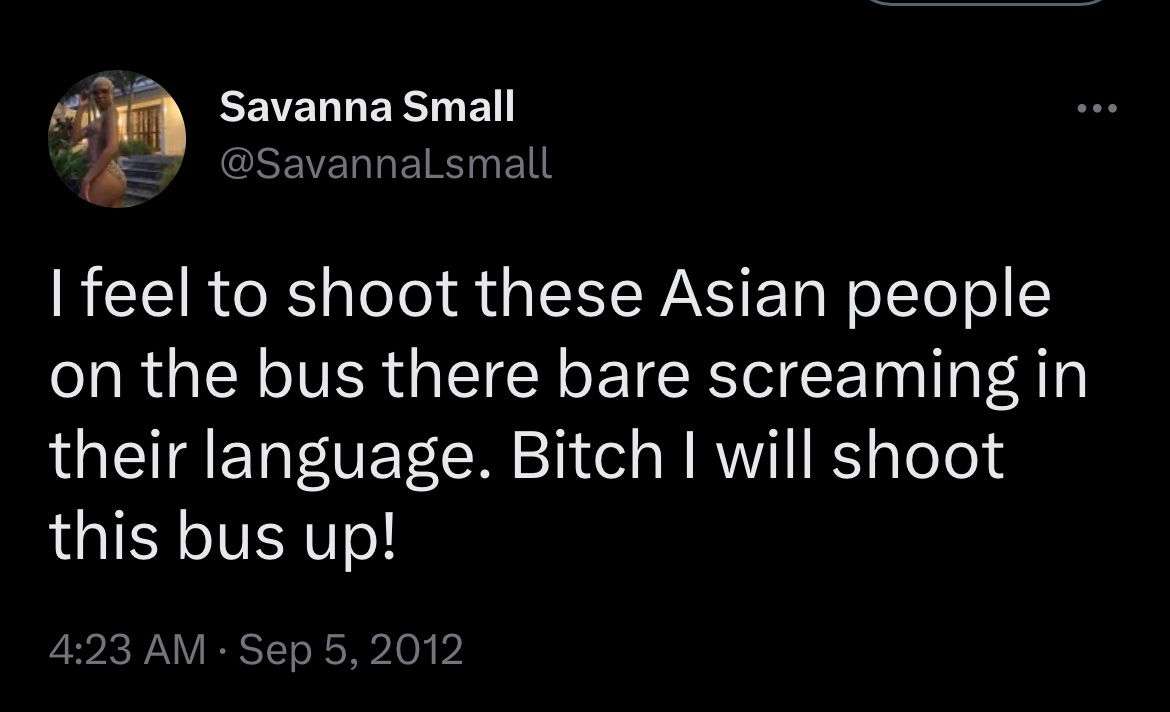 Savanna Small
@SavannaLsmall
I feel to shoot these Asian people
on the bus there bare screaming in
their language. Bitch I will shoot
this bus up!
4:23 AM · Sep 5, 2012